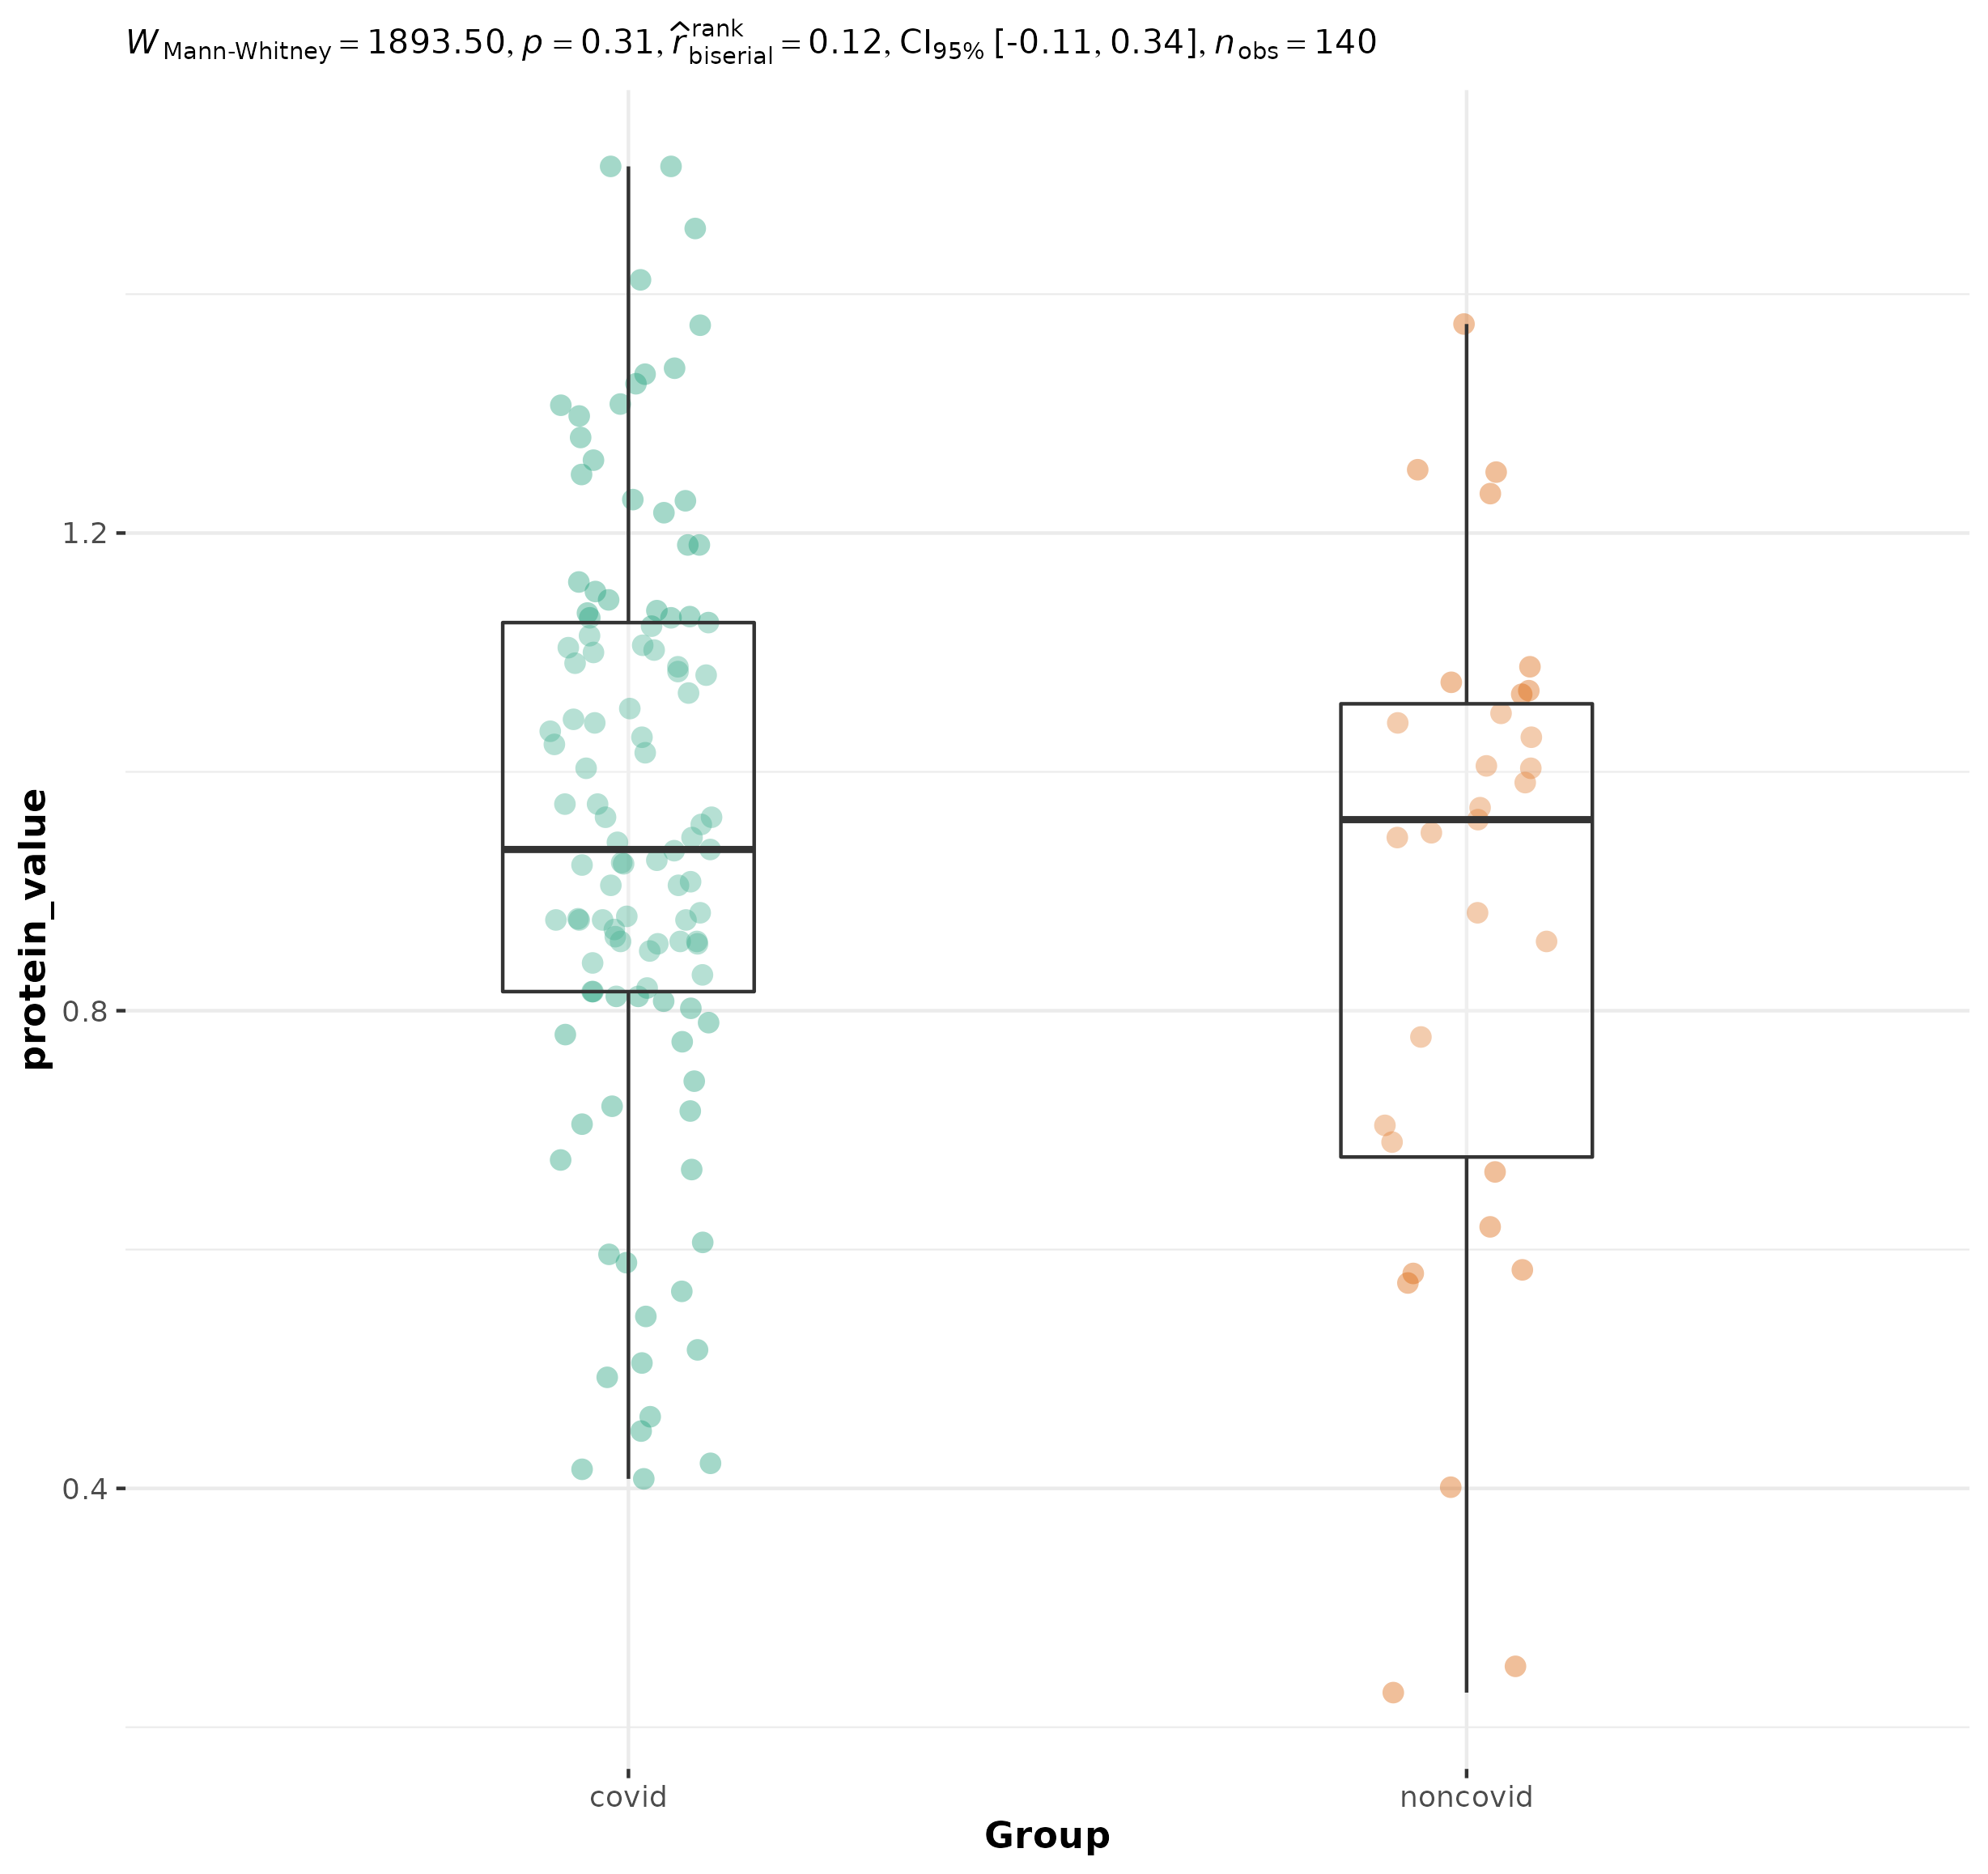 W Mann-Whitney = 1893.50, p = 0.31, r̂ rank biserial = 0.12, CI95% [-0.11, 0.34], nobs = 140
1.2
0.8
0.4
protein_value
covid noncovid
Group